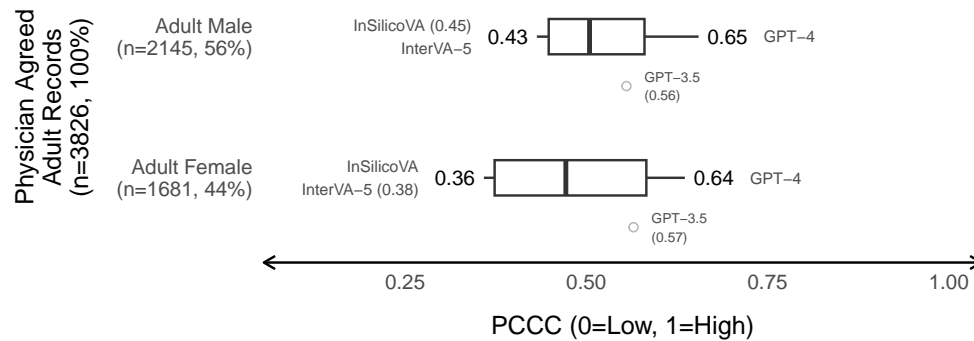 Physician Agreed
Adult Records
(n=3826, 100%)
Adult Male
(n=2145, 56%)
InSilicoVA (0.45)
InterVA−5
0.43
0.65
GPT−4
GPT−3.5
(0.56)
Adult Female
(n=1681, 44%)
InSilicoVA
InterVA−5 (0.38)
0.36
0.64
GPT−4
GPT−3.5
(0.57)
0.25
0.50
0.75
1.00
PCCC (0=Low, 1=High)